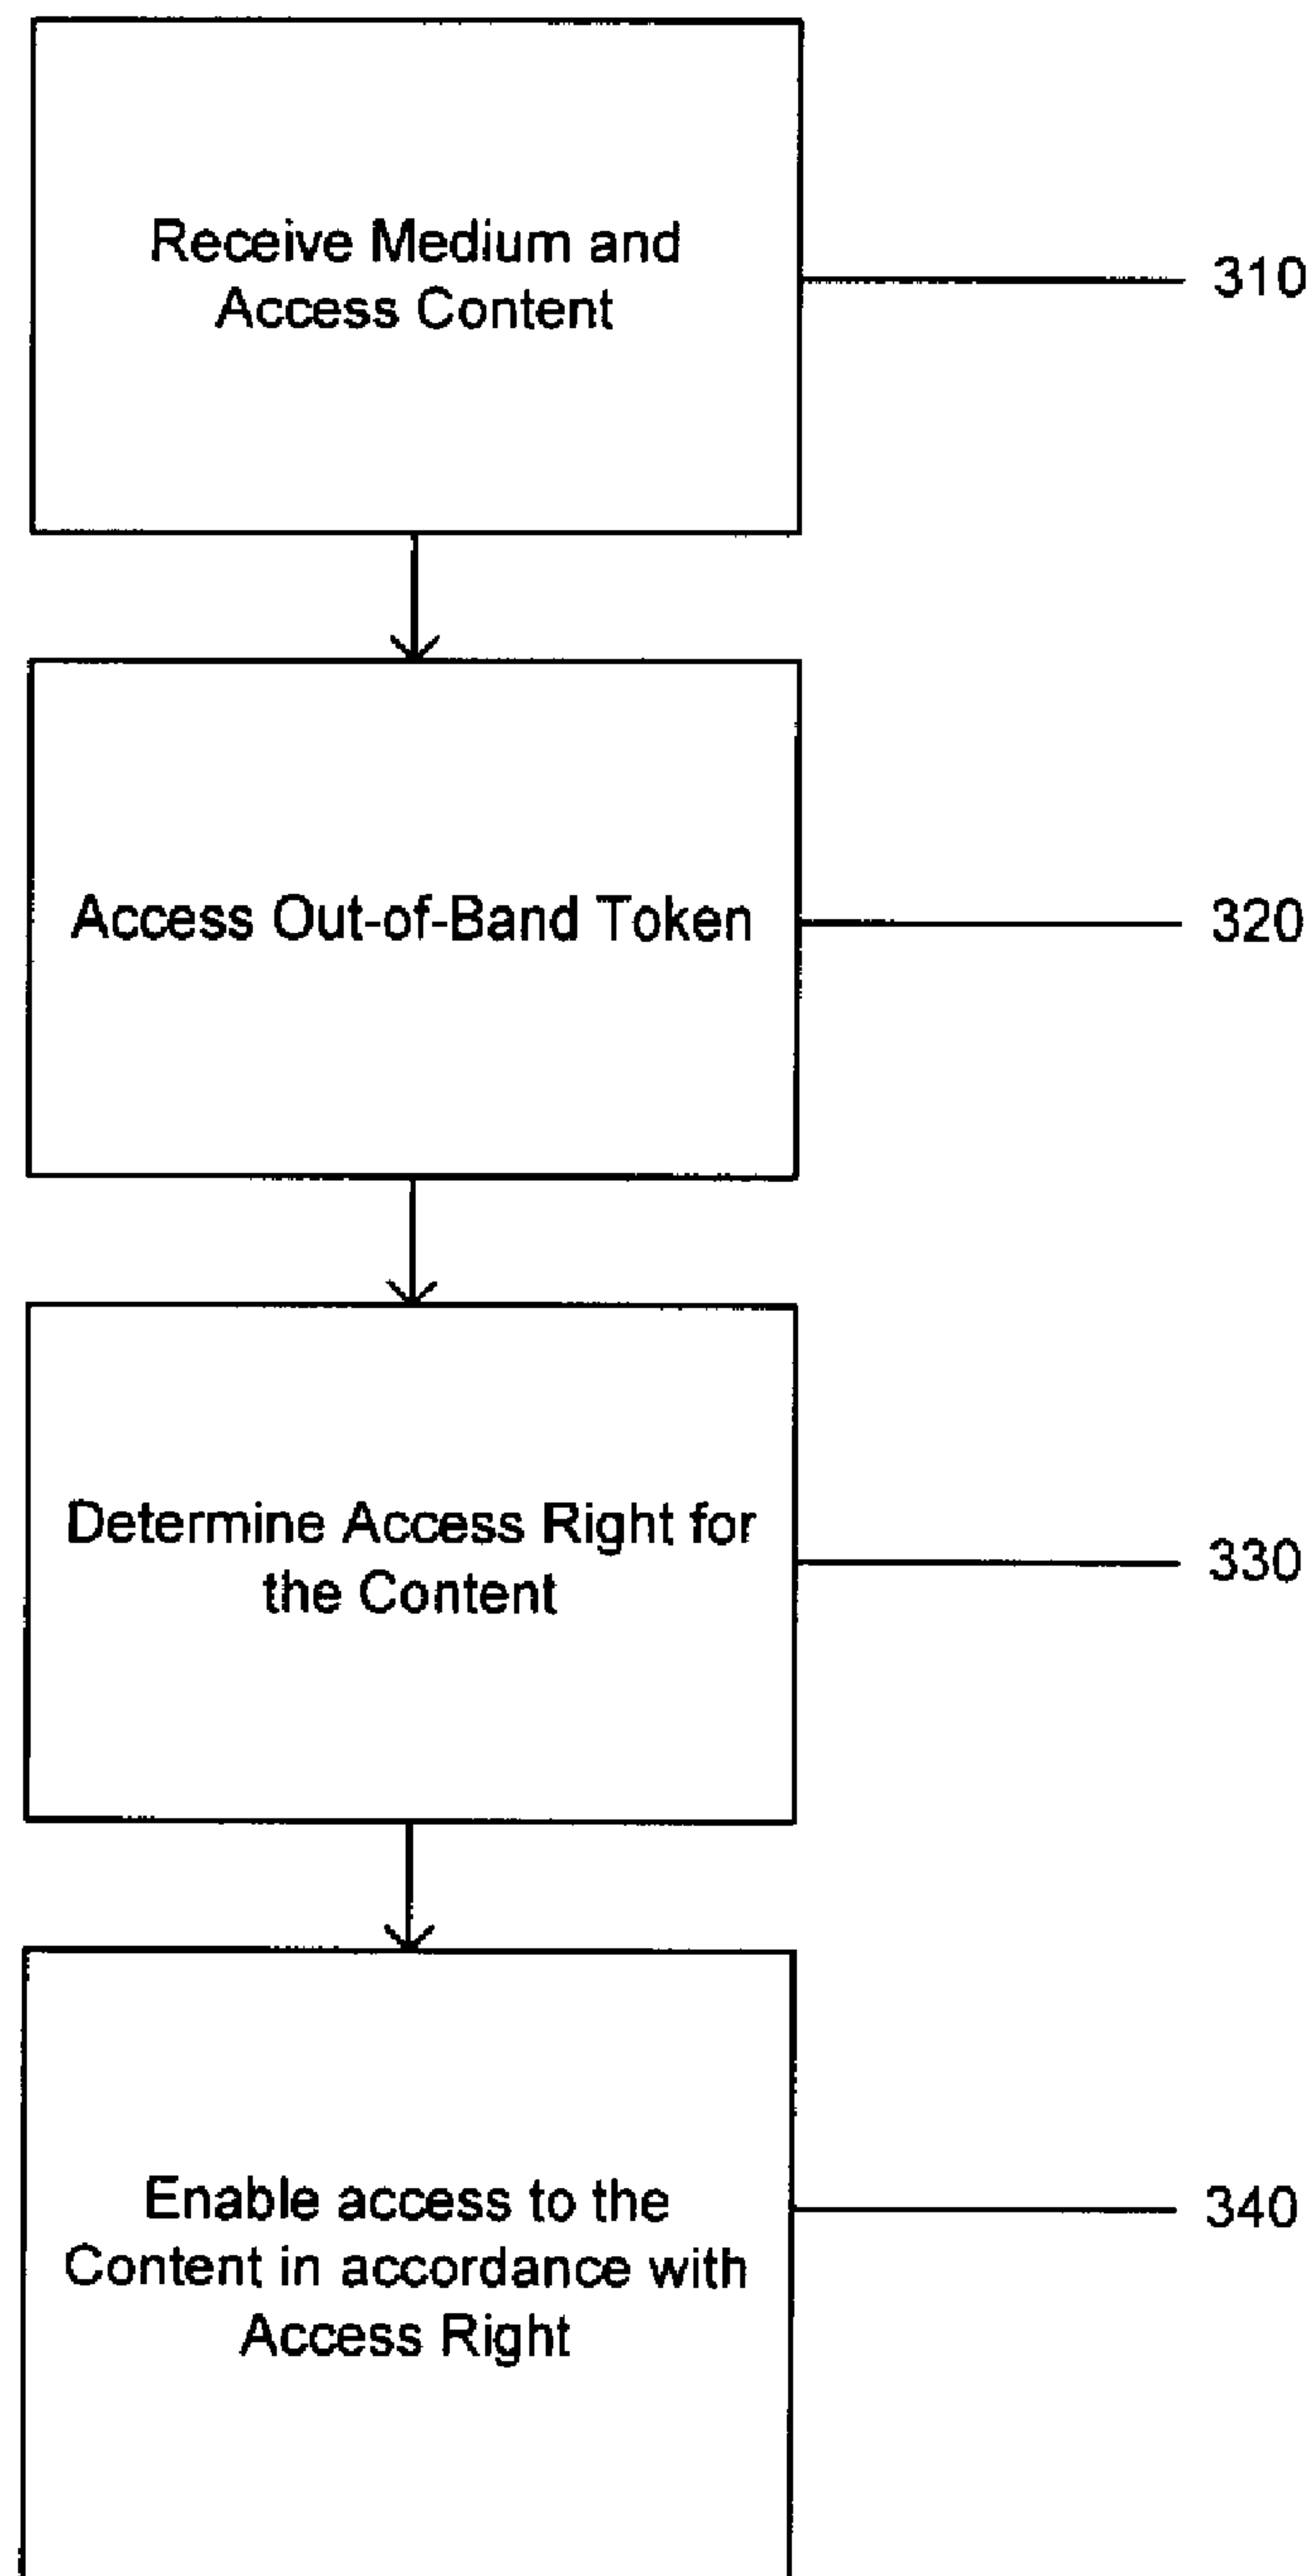 Receive Medium and
Access Content
310
Access Out-of-Band Token
320
Determine Access Right for
the Content
330
Enable access to the
Content in accordance with
Access Right
340